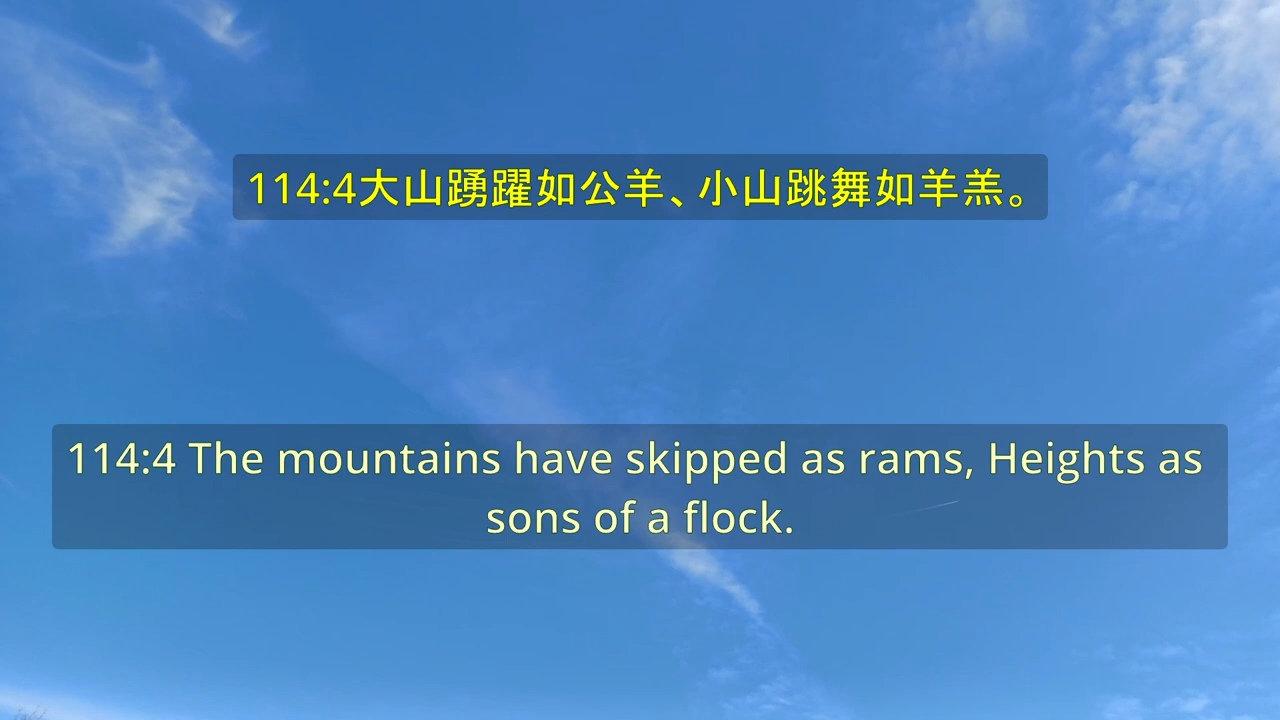 114:4大山踴躍如公羊、小山跳舞如羊羔。
114:4 The mountains have skipped as rams, Heights as
sons of a flock.